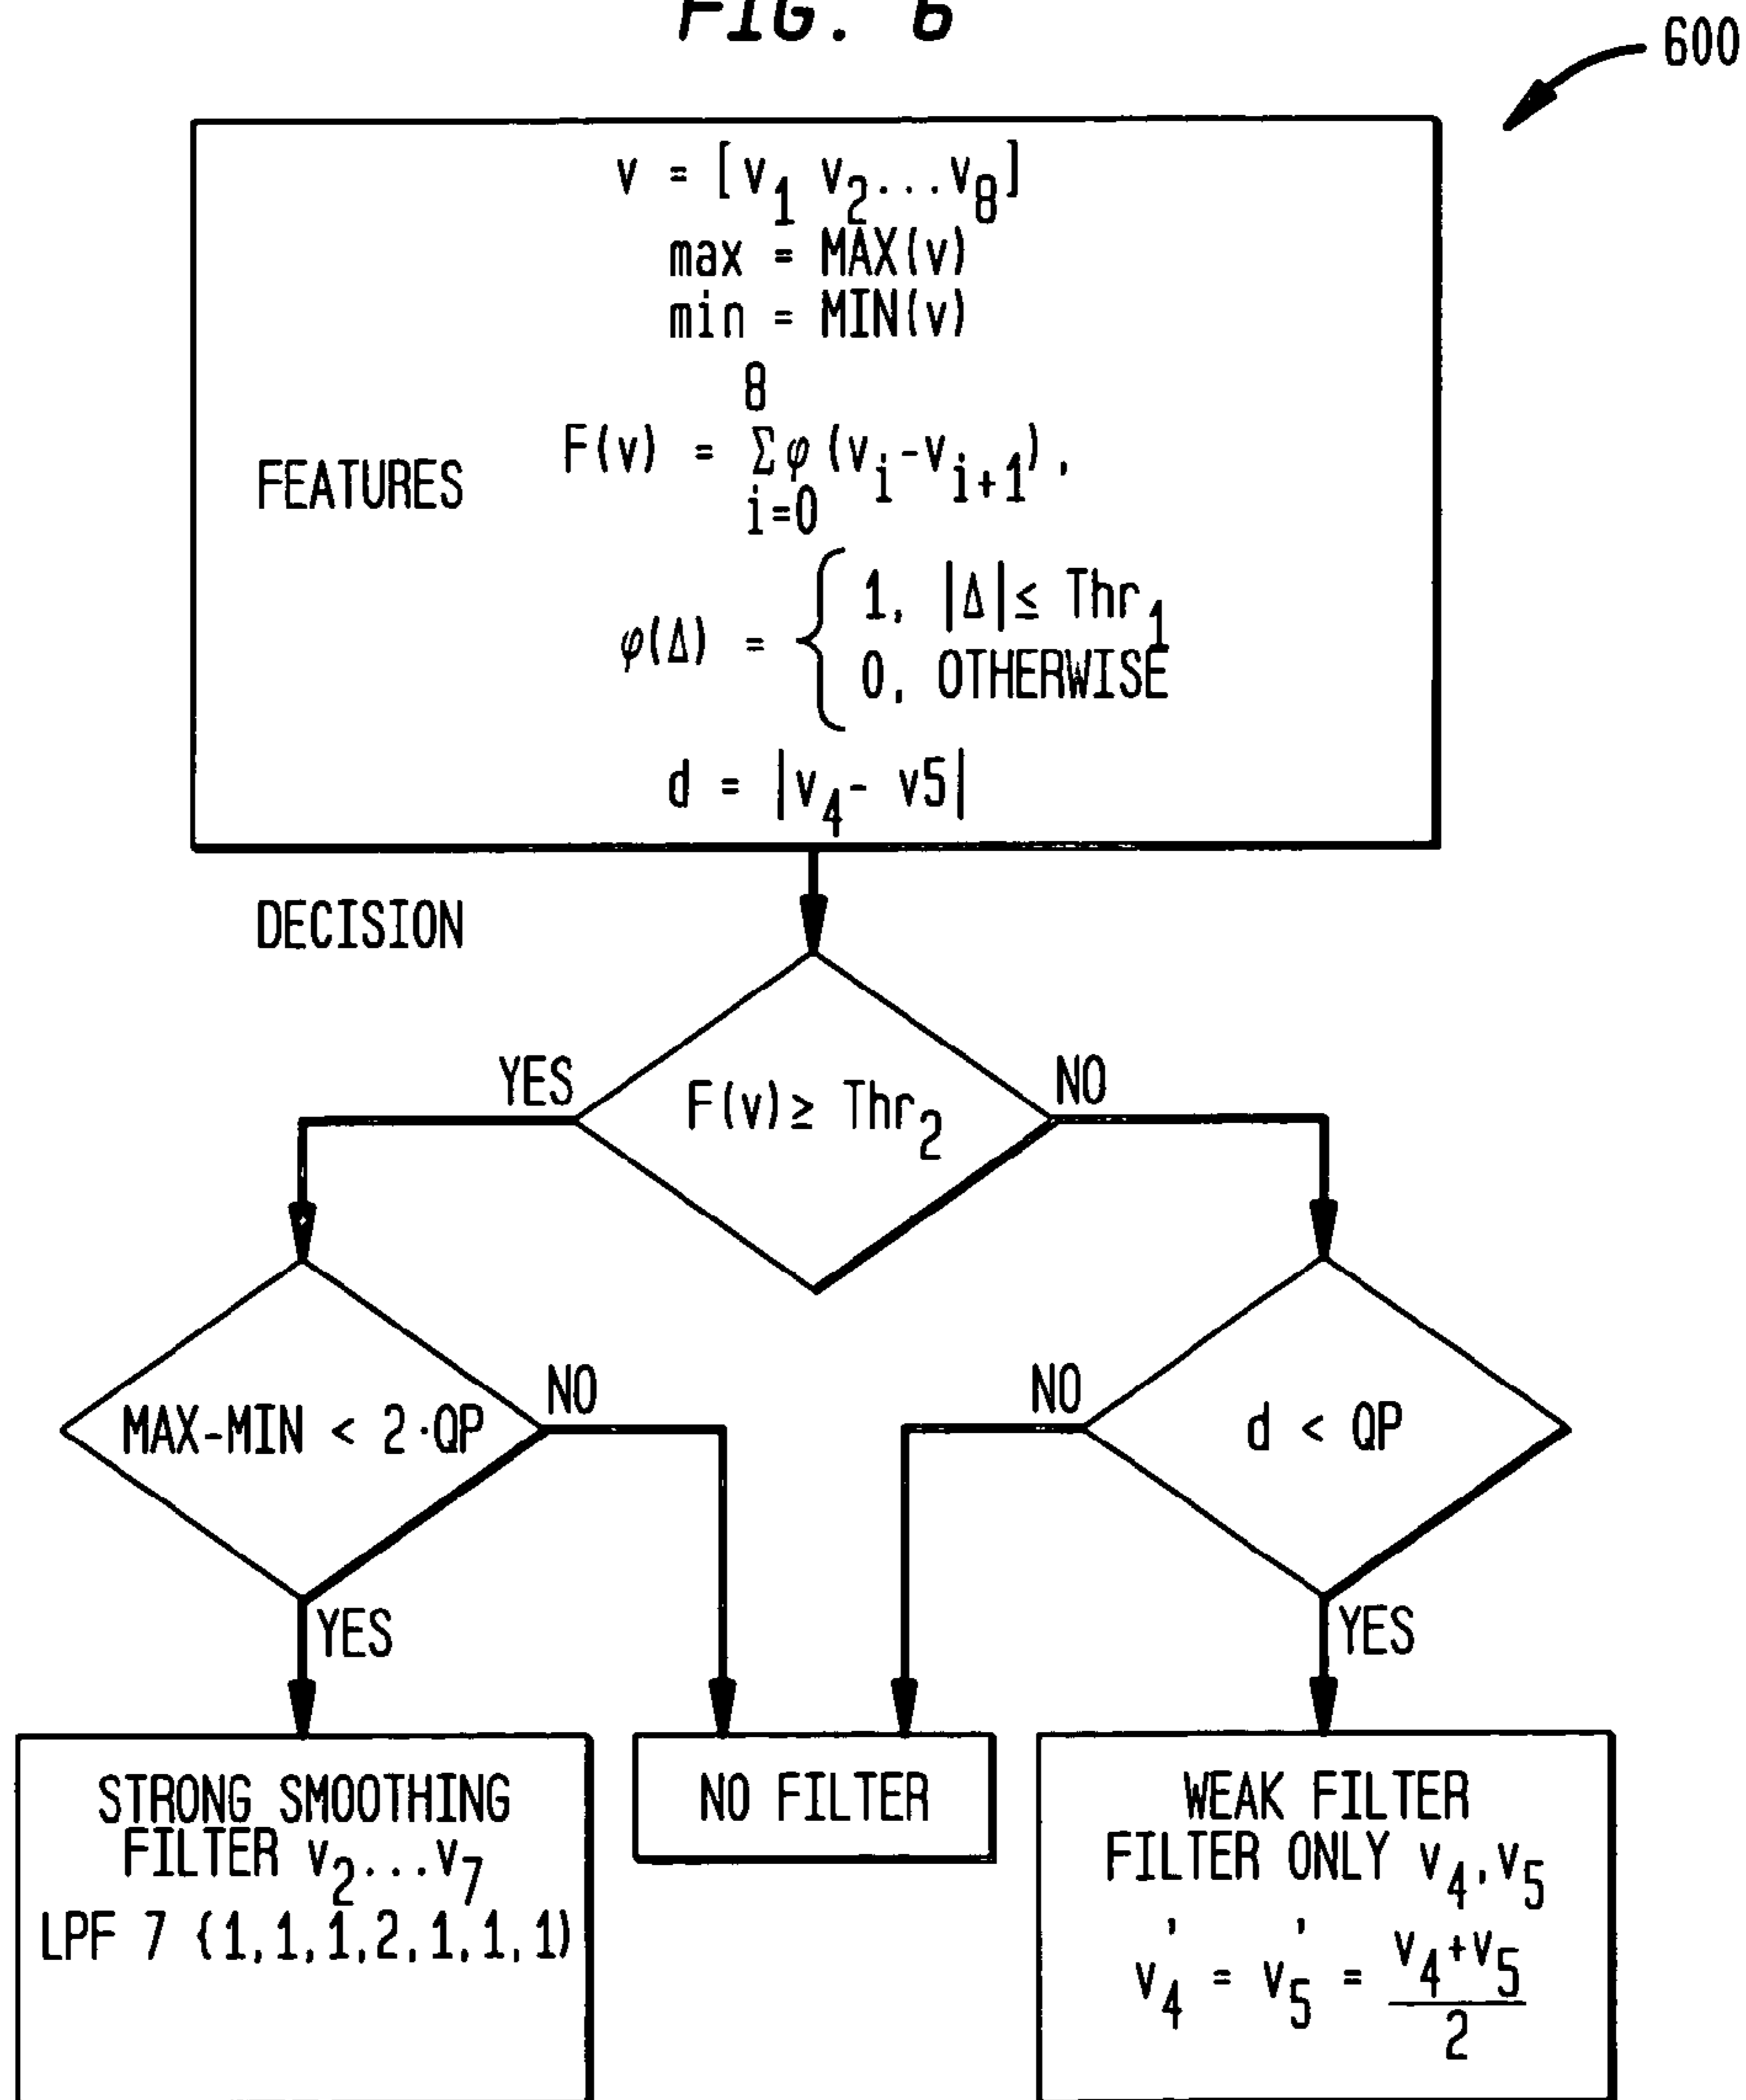 FIG. 6
600
v = [v₁ v₂...v₈]
max = MAX(v)
min = MIN(v)
8
FEATURES F(v) = Σφ(vᵢ-vᵢ₊₁),
i=0
φ(Δ) = { 1, |Δ|≤ Thr₁
0, OTHERWISE
d = |v₄- v5|
DECISION
YES
F(v)≥ Thr₂
NO
MAX-MIN < 2·QP
NO
NO
d < QP
YES
YES
STRONG SMOOTHING
FILTER v₂...v₇
LPF 7 {1,1,1,2,1,1,1)
NO FILTER
WEAK FILTER
FILTER ONLY v₄,v₅
v₄' = v₅' = v₄+v₅
2